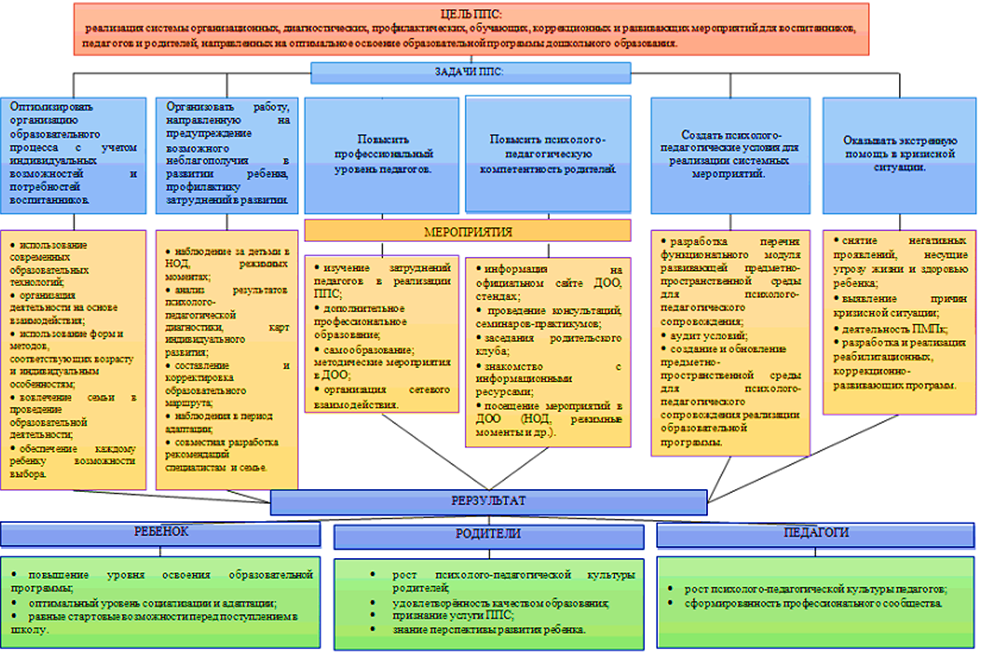 ЦЕЛЬ ППС:
реализация системы организационных, диагностических, профилактических, обучающих, коррекционных и развивающих мероприятий для воспитанников,
педагогов и родителей, направленных на оптимальное освоение образовательной программы дошкольного образования.
ЗАДАЧИ ППС:
Оптимизировать
организацию
образовательного
процесса с учетом
индивидуальных
возможностей и
потребностей
воспитанников.
Организовать работу,
направленную на
предупреждение
возможного
неблагополучия в
развитии ребенка,
профилактику
затруднений в развитии.
Повысить
профессиональный
уровень педагогов.
Повысить психолого-
педагогическую
компетентность родителей.
Создать психолого-
педагогические условия для
реализации системных
мероприятий.
Оказывать экстренную
помощь в кризисной
ситуации.
МЕРОПРИЯТИЯ
• использование
современных
образовательных
технологий;
• организация
деятельности на основе
взаимодействия;
• использование форм и
методов,
соответствующих возрасту
и индивидуальным
особенностям;
• вовлечение семьи в
проведение
образовательной
деятельности;
• обеспечение каждому
ребенку возможности
выбора.
• наблюдение за детьми в
НОД, режимных
моментах;
• анализ результатов
психолого-
педагогической
диагностики, карт
индивидуального
развития;
• составление и
корректировка
образовательного
маршрута;
• наблюдения в период
адаптации;
• совместная разработка
рекомендаций
специалистам и семье.
• изучение затруднений
педагогов в реализации
ППС;
• дополнительное
профессиональное
образование;
• самообразование;
методические мероприятия
в ДОО;
• организация сетевого
взаимодействия.
• информация на
официальном сайте ДОО,
стендах;
• проведение консультаций,
семинаров-практикумов;
• заседания родительского
клуба;
• знакомство с
информационными
ресурсами;
• посещение мероприятий в
ДОО (НОД, режимные
моменты и др.).
• разработка перечня
функционального модуля
развивающей предметно-
пространственной среды
для психолого-
педагогического
сопровождения;
• аудит условий;
• создание и обновление
предметно-
пространственной среды
для психолого-
педагогического
сопровождения реализации
образовательной
программы.
• снятие негативных
проявлений, несущие
угрозу жизни и здоровью
ребенка;
• выявление причин
кризисной ситуации;
• деятельность ПМПк;
• разработка и реализация
реабилитационных,
коррекционно-
развивающих программ.
РЕРЗУЛЬТАТ
РЕБЕНОК
• повышение уровня освоения образовательной
программы;
• оптимальный уровень социализации и адаптации;
• равные стартовые возможности перед поступлением в
школу.
РОДИТЕЛИ
• рост психолого-педагогической культуры
родителей;
• удовлетворённость качеством образования;
• признание услуги ППС;
• знание перспективы развития ребенка.
ПЕДАГОГИ
• рост психолого-педагогической культуры педагогов;
• сформированность профессионального сообщества.